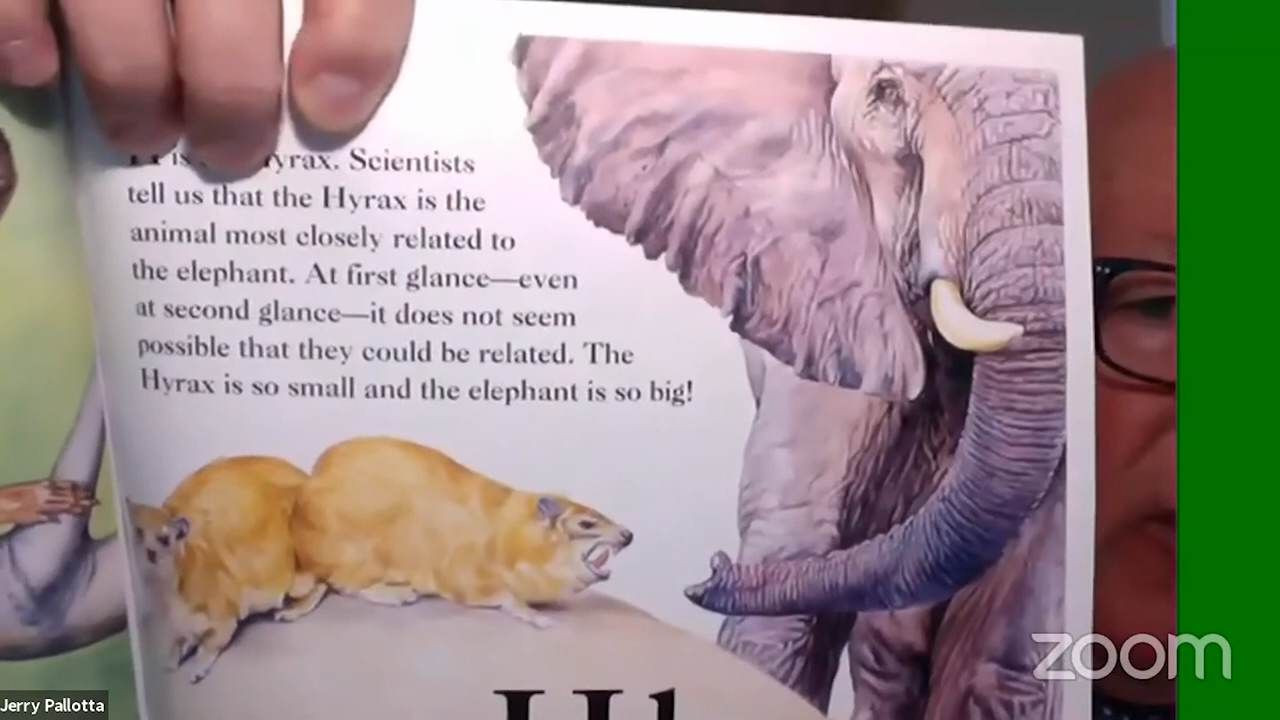 is yrax. Scientists
tell us that the Hyrax is the
animal most closely related to
the elephant. At first glance—even
at second glance—it does not seem
possible that they could be related. The
Hyrax is so small and the elephant is so big!
zoom
Jerry Pallotta